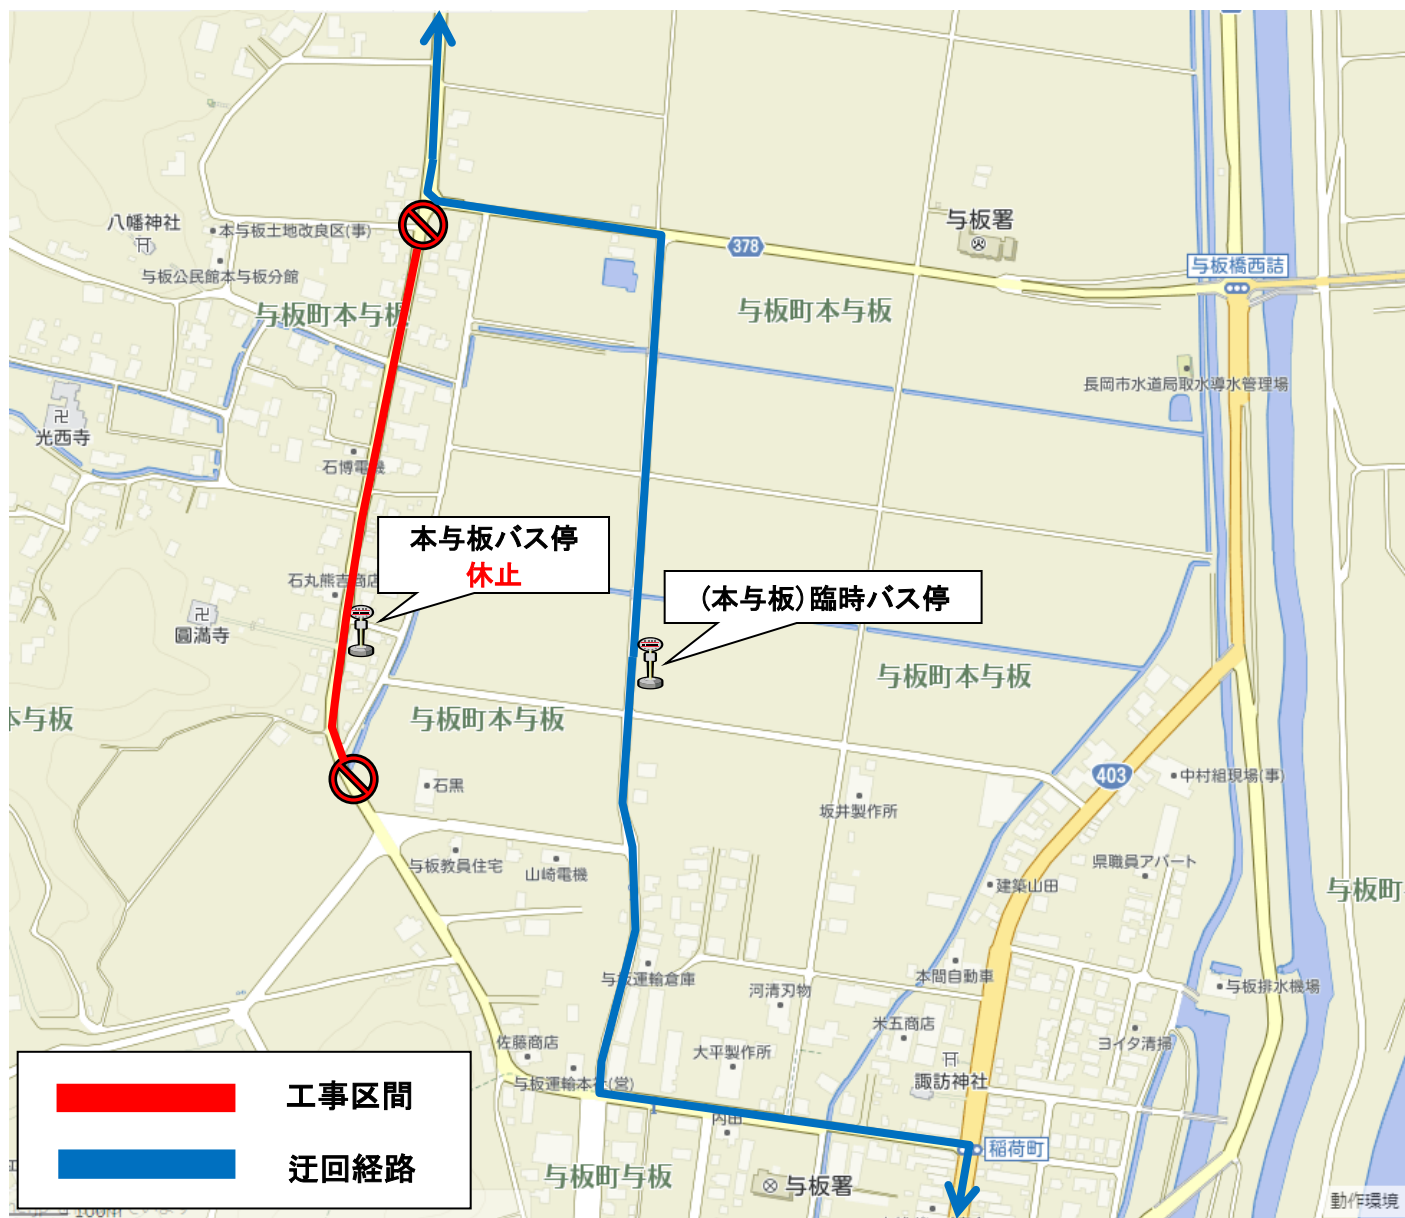 八幡神社
本与板土地改良区(事)
与板公民館本与板分館
与板町本与板
378
与板署
与板橋西詰
与板町本与板
長岡市水道局取水導水管理場
光西寺
石博電機
本与板バス停
休止
石丸熊吉商店
(本与板)臨時バス停
圓満寺
本与板
与板町本与板
与板町本与板
403
中村組現場(事)
石黒
坂井製作所
与板教員住宅
山崎電機
県職員アパート
建築山田
与板町
与板運輸倉庫
本間自動車
河清刃物
与板排水機場
米五商店
佐藤商店
大平製作所
ヨイタ清掃
与板運輸本社(営)
諏訪神社
内田
稲荷町
与板町与板
与板署
工事区間
迂回経路
100m
動作環境